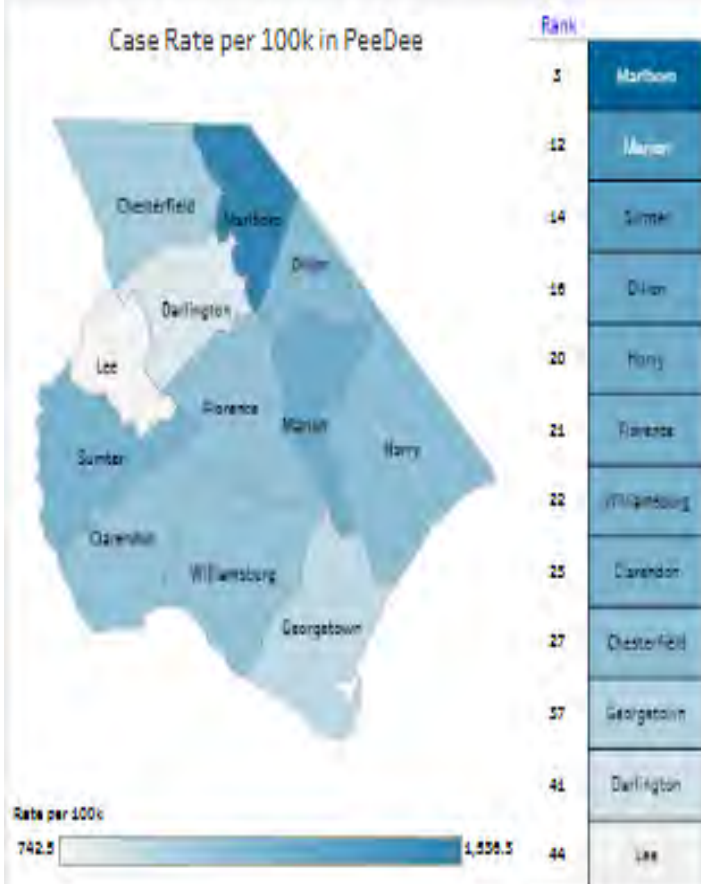 Case Rate per 100k in PeeDee
Rank
3 Marlboro
12 Marion
14 Sumter
16 Dillon
20 Horry
21 Florence
22 Williamsburg
Clarendon
27 Chesterfield
37 Georgetown
41 Darlington
44 Lee
Chesterfield
Marlboro
Dillon
Darlington
Lee
Florence
Marion
Horry
Sumter
Clarendon
Williamsburg
Georgetown
Rate per 100k
742.5